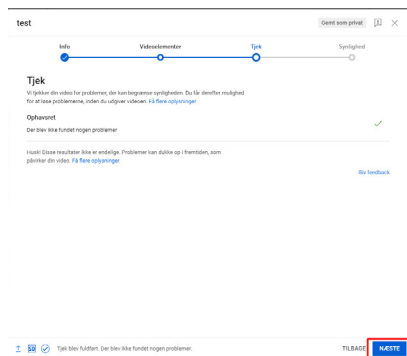 test
Gemt som privat
Info
Videoelementer
Tjek
Synlighed
Tjek
Vi tjekker din video for problemer, der kan begrænse synligheden. Du får derefter mulighed
for at løse problemerne, inden du udgiver videoen. Få flere oplysninger
Ophavsret
Der blev ikke fundet nogen problemer
Husk! Disse resultater ikke er endelige. Problemer kan dukke op i fremtiden, som
påvirker din video. Få flere oplysninger
Bliv feedback
SD
Tjek blev fuldført. Der blev ikke fundet nogen problemer.
TILBAGE
NÆSTE